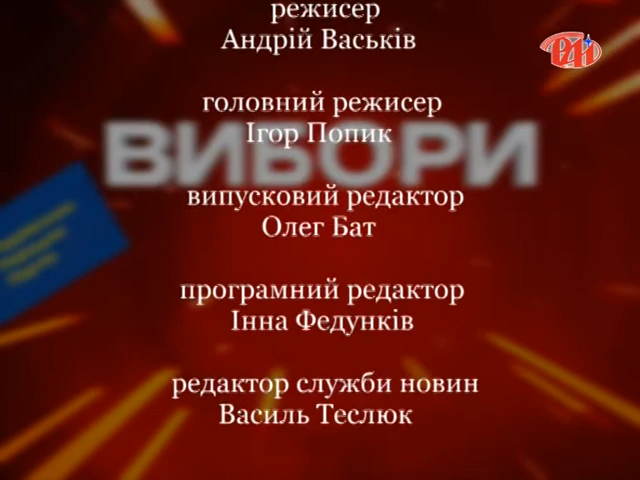 режисер
Андрій Васьків
головний режисер
Ігор Попик
ВИБОРИ
випусковий редактор
Олег Бат
програмний редактор
Інна Федунків
редактор служби новин
Василь Теслюк